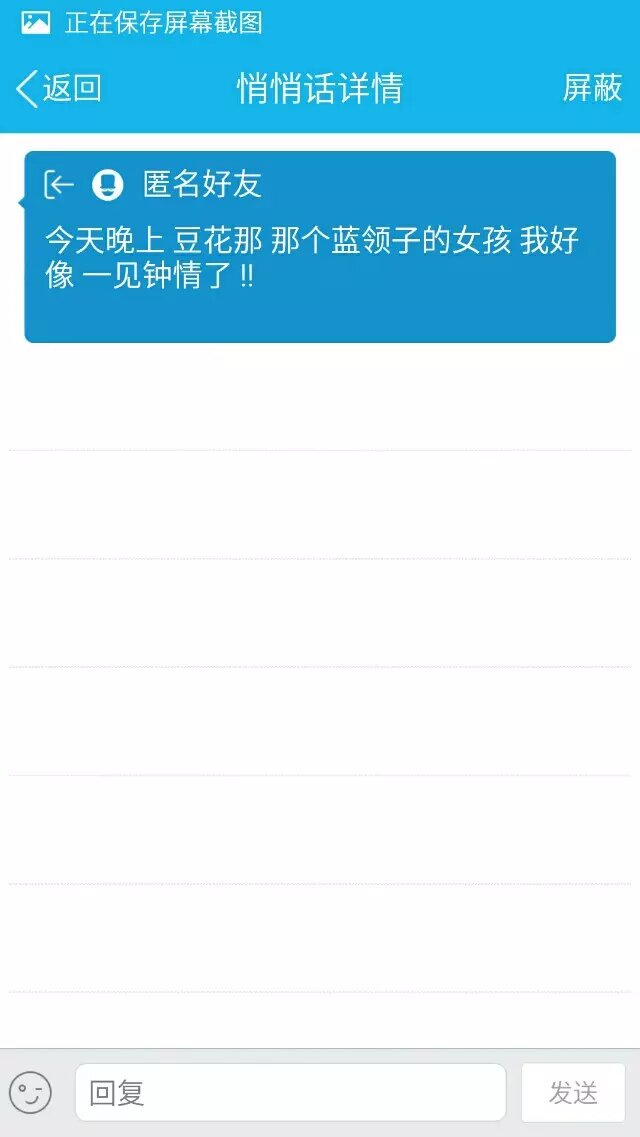 正在保存屏幕截图
返回
悄悄话详情
屏蔽
匿名好友
今天晚上 豆花那 那个蓝领子的女孩 我好
像 一见钟情了 !!
回复
发送